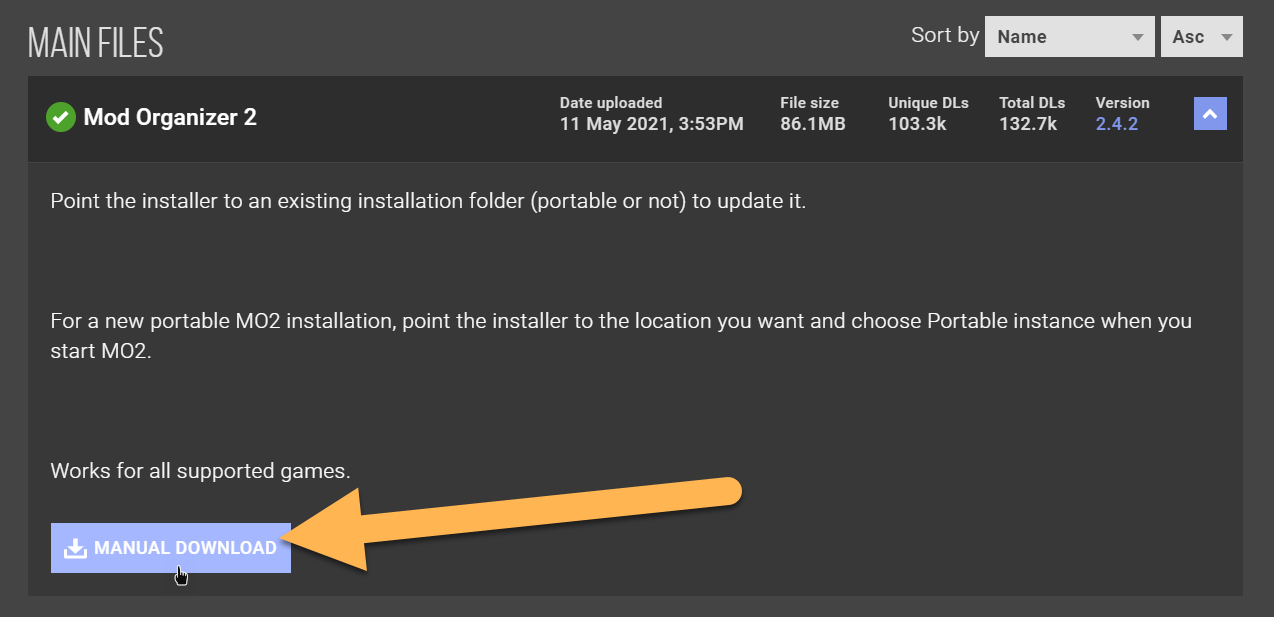 MAIN FILES
Sort by Name Asc
Mod Organizer 2
Date uploaded File size Unique DLs Total DLs Version
11 May 2021, 3:53PM 86.1MB 103.3k 132.7k 2.4.2
Point the installer to an existing installation folder (portable or not) to update it.
For a new portable MO2 installation, point the installer to the location you want and choose Portable instance when you
start MO2.
Works for all supported games.
MANUAL DOWNLOAD